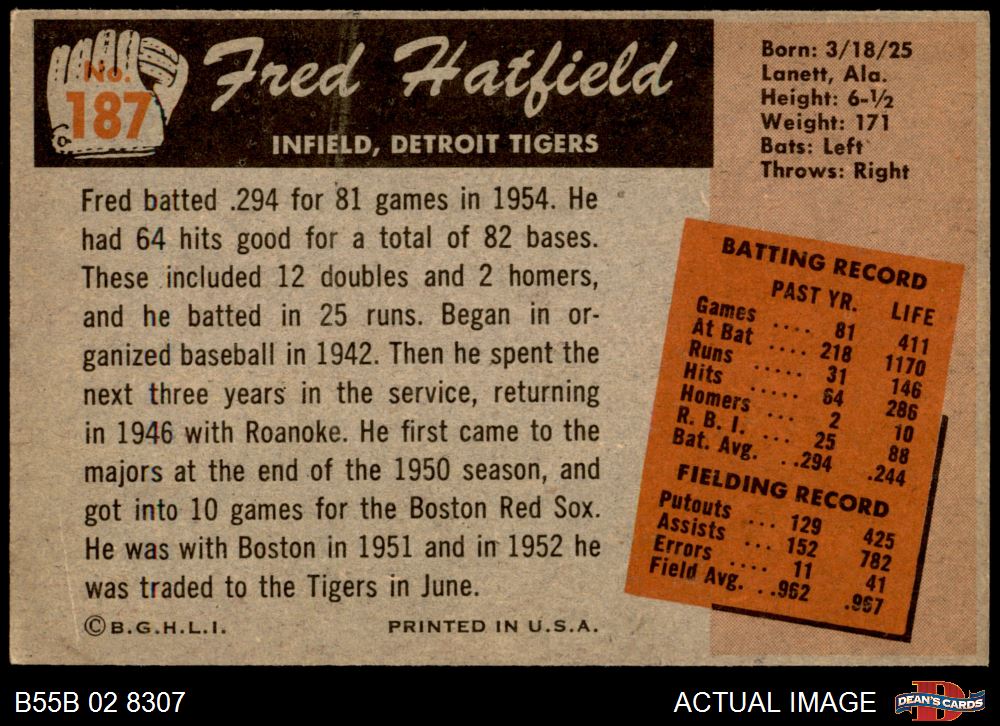 No.
187
Fred Hatfield
INFIELD, DETROIT TIGERS
Born: 3/18/25
Lanett, Ala.
Height: 6-½
Weight: 171
Bats: Left
Throws: Right
Fred batted .294 for 81 games in 1954. He
had 64 hits good for a total of 82 bases.
These included 12 doubles and 2 homers,
and he batted in 25 runs. Began in or-
ganized baseball in 1942. Then he spent the
next three years in the service, returning
in 1946 with Roanoke. He first came to the
majors at the end of the 1950 season, and
got into 10 games for the Boston Red Sox.
He was with Boston in 1951 and in 1952 he
was traded to the Tigers in June.
© B.G.H.L.I. PRINTED IN U.S.A.
BATTING RECORD
PAST YR. LIFE
Games .... 81 411
At Bat .... 218 1170
Runs ..... 31 146
Hits ..... 64 286
Homers ... 2 10
R. B. I. ... 25 88
Bat. Avg. . .294 .244
FIELDING RECORD
Putouts ... 129 425
Assists ... 152 782
Errors .... 11 41
Field Avg. . .962 .967
B55B 02 8307
ACTUAL IMAGE
D
DEAN'S CARDS